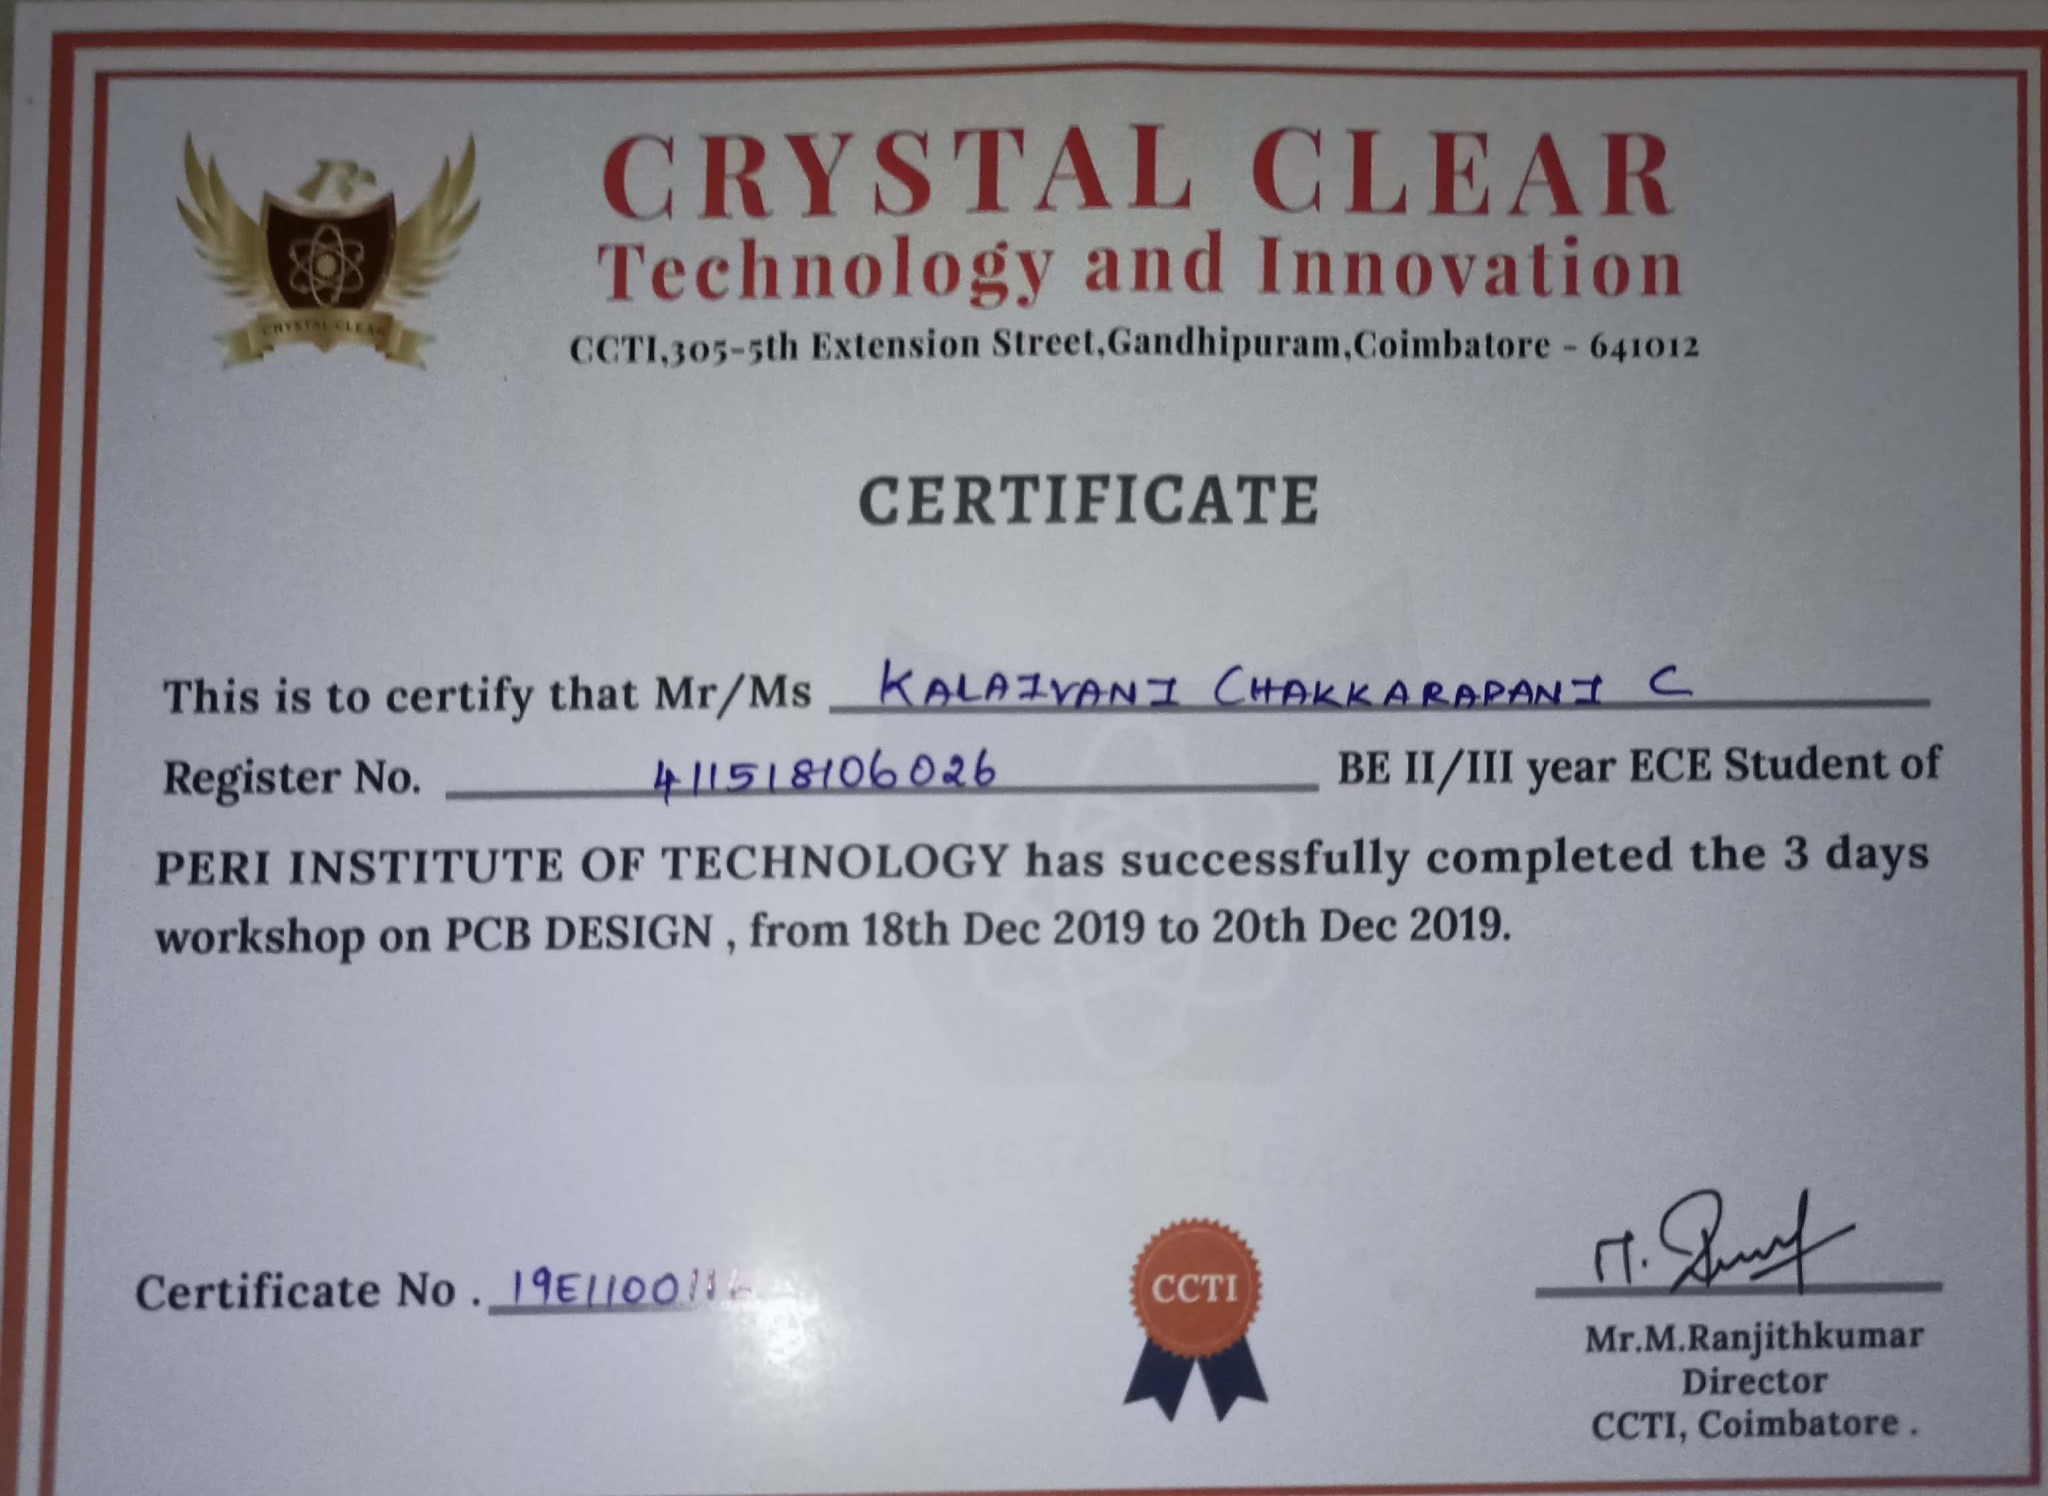 CRYSTAL CLEAR
Technology and Innovation
CCTI,305-5th Extension Street,Gandhipuram,Coimbatore - 641012
CRYSTAL CLEAR
CERTIFICATE
This is to certify that Mr/Ms KALAIVANI CHAKKARAPANI C
Register No. 411518106026 BE II/III year ECE Student of
PERI INSTITUTE OF TECHNOLOGY has successfully completed the 3 days
workshop on PCB DESIGN , from 18th Dec 2019 to 20th Dec 2019.
Certificate No .
CCTI
Mr.M.Ranjithkumar
Director
CCTI, Coimbatore .